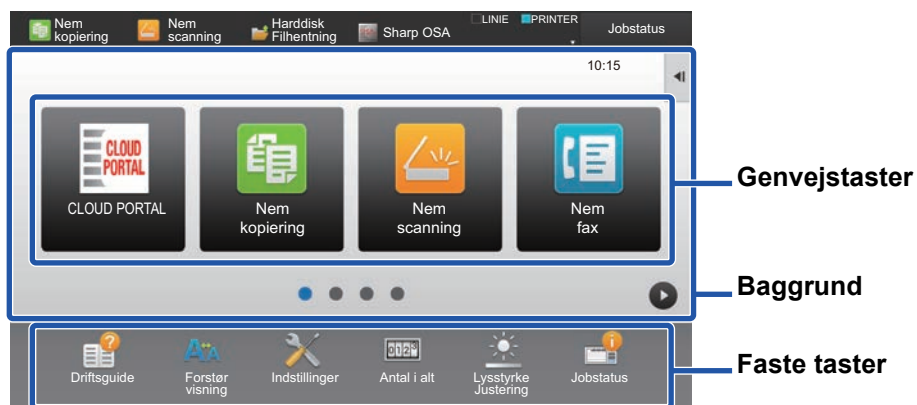 Nem
kopiering
Nem
scanning
Harddisk
Filhentning
Sharp OSA
LINIE
PRINTER
Jobstatus
10:15
CLOUD
PORTAL
CLOUD PORTAL
Nem
kopiering
Nem
scanning
Nem
fax
Genvejstaster
Baggrund
Driftsguide
Forstør
visning
Indstillinger
Antal i alt
Lysstyrke
Justering
Jobstatus
Faste taster